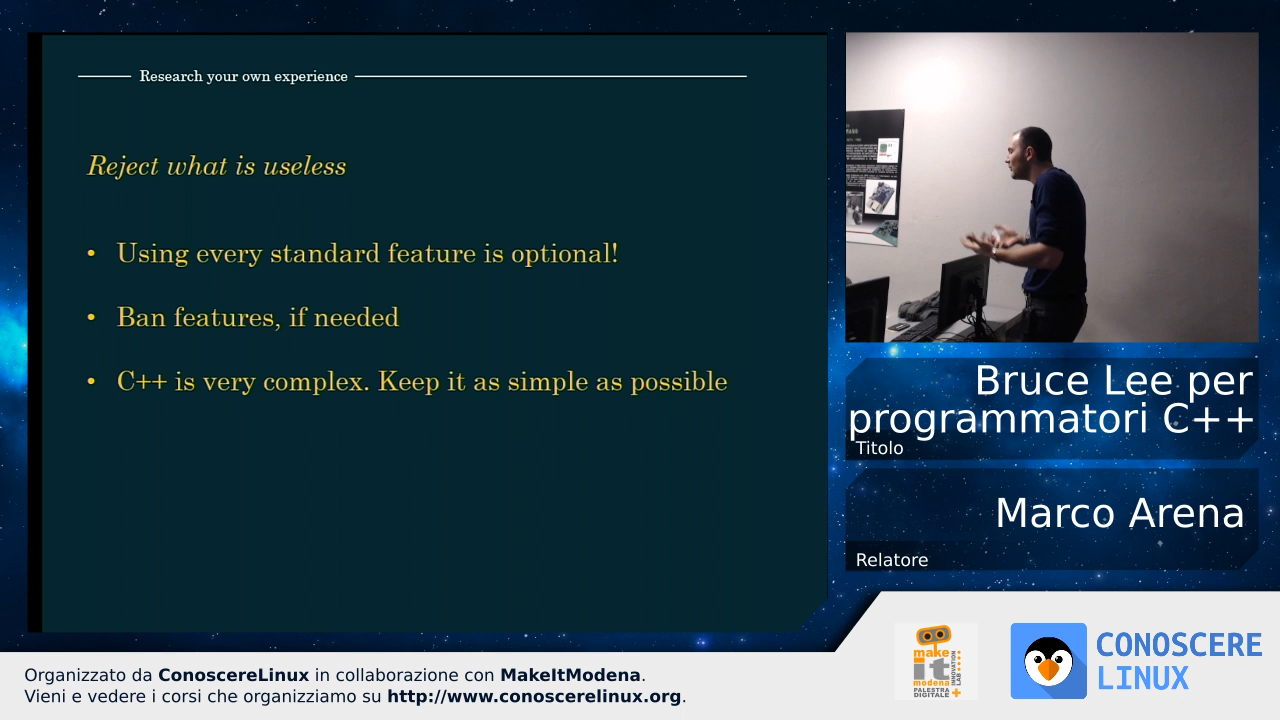 Research your own experience
Reject what is useless
• Using every standard feature is optional!
• Ban features, if needed
• C++ is very complex. Keep it as simple as possible
Bruce Lee per
programmatori C++
Titolo
Marco Arena
Relatore
Organizzato da ConoscereLinux in collaborazione con MakeItModena.
Vieni e vedere i corsi che organizziamo su http://www.conoscerelinux.org.
make
it
modena
PALESTRA
DIGITALE
INNOVATION
LAB
CONOSCERE
LINUX